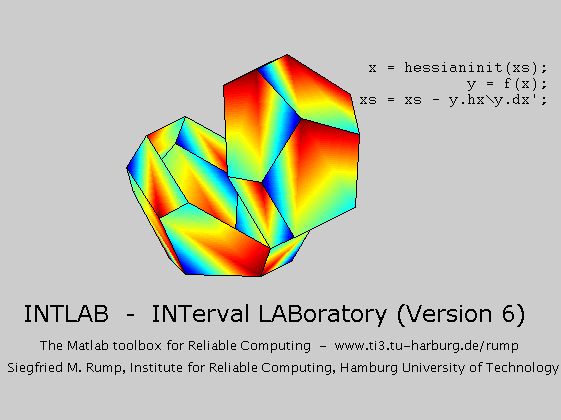 x = hessianinit(xs);
y = f(x);
xs = xs - y.hx\y.dx';
INTLAB - INTerval LABoratory (Version 6)
The Matlab toolbox for Reliable Computing - www.ti3.tu-harburg.de/rump
Siegfried M. Rump, Institute for Reliable Computing, Hamburg University of Technology